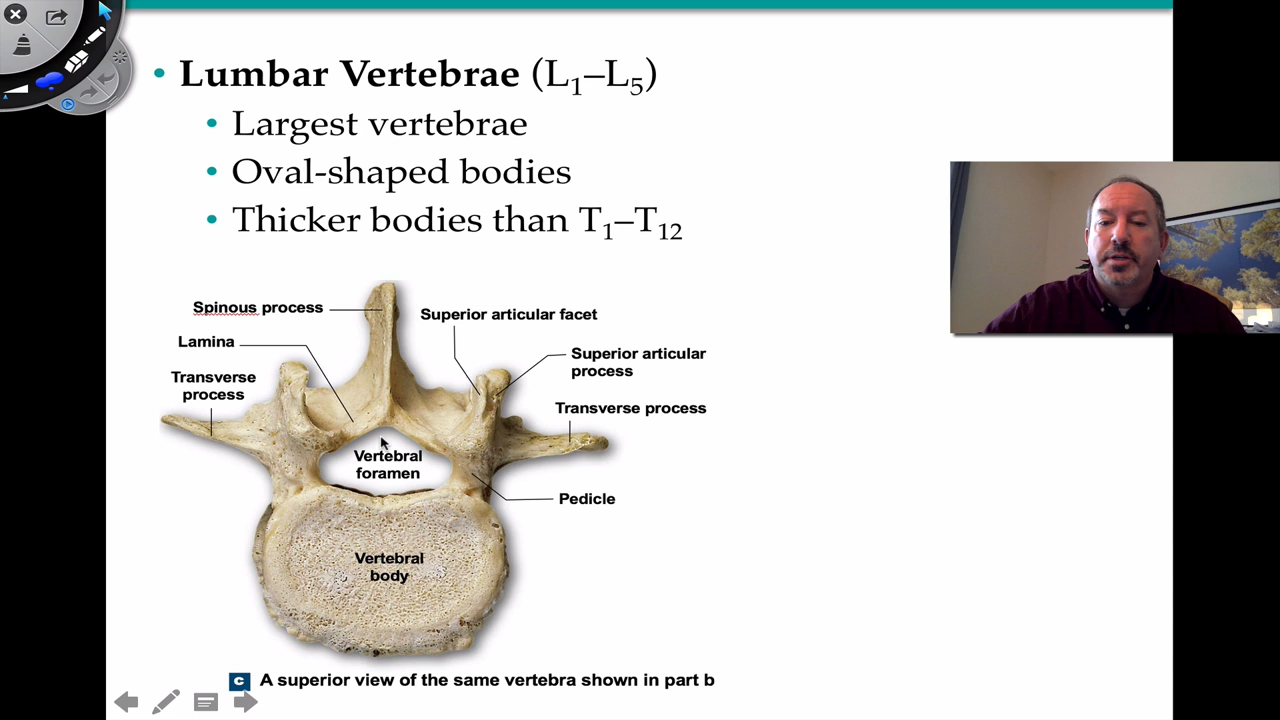 • Lumbar Vertebrae (L₁–L₅)
• Largest vertebrae
• Oval-shaped bodies
• Thicker bodies than T₁–T₁₂
Spinous process
Superior articular facet
Lamina
Superior articular
process
Transverse
process
Transverse process
Vertebral
foramen
Pedicle
Vertebral
body
C A superior view of the same vertebra shown in part b